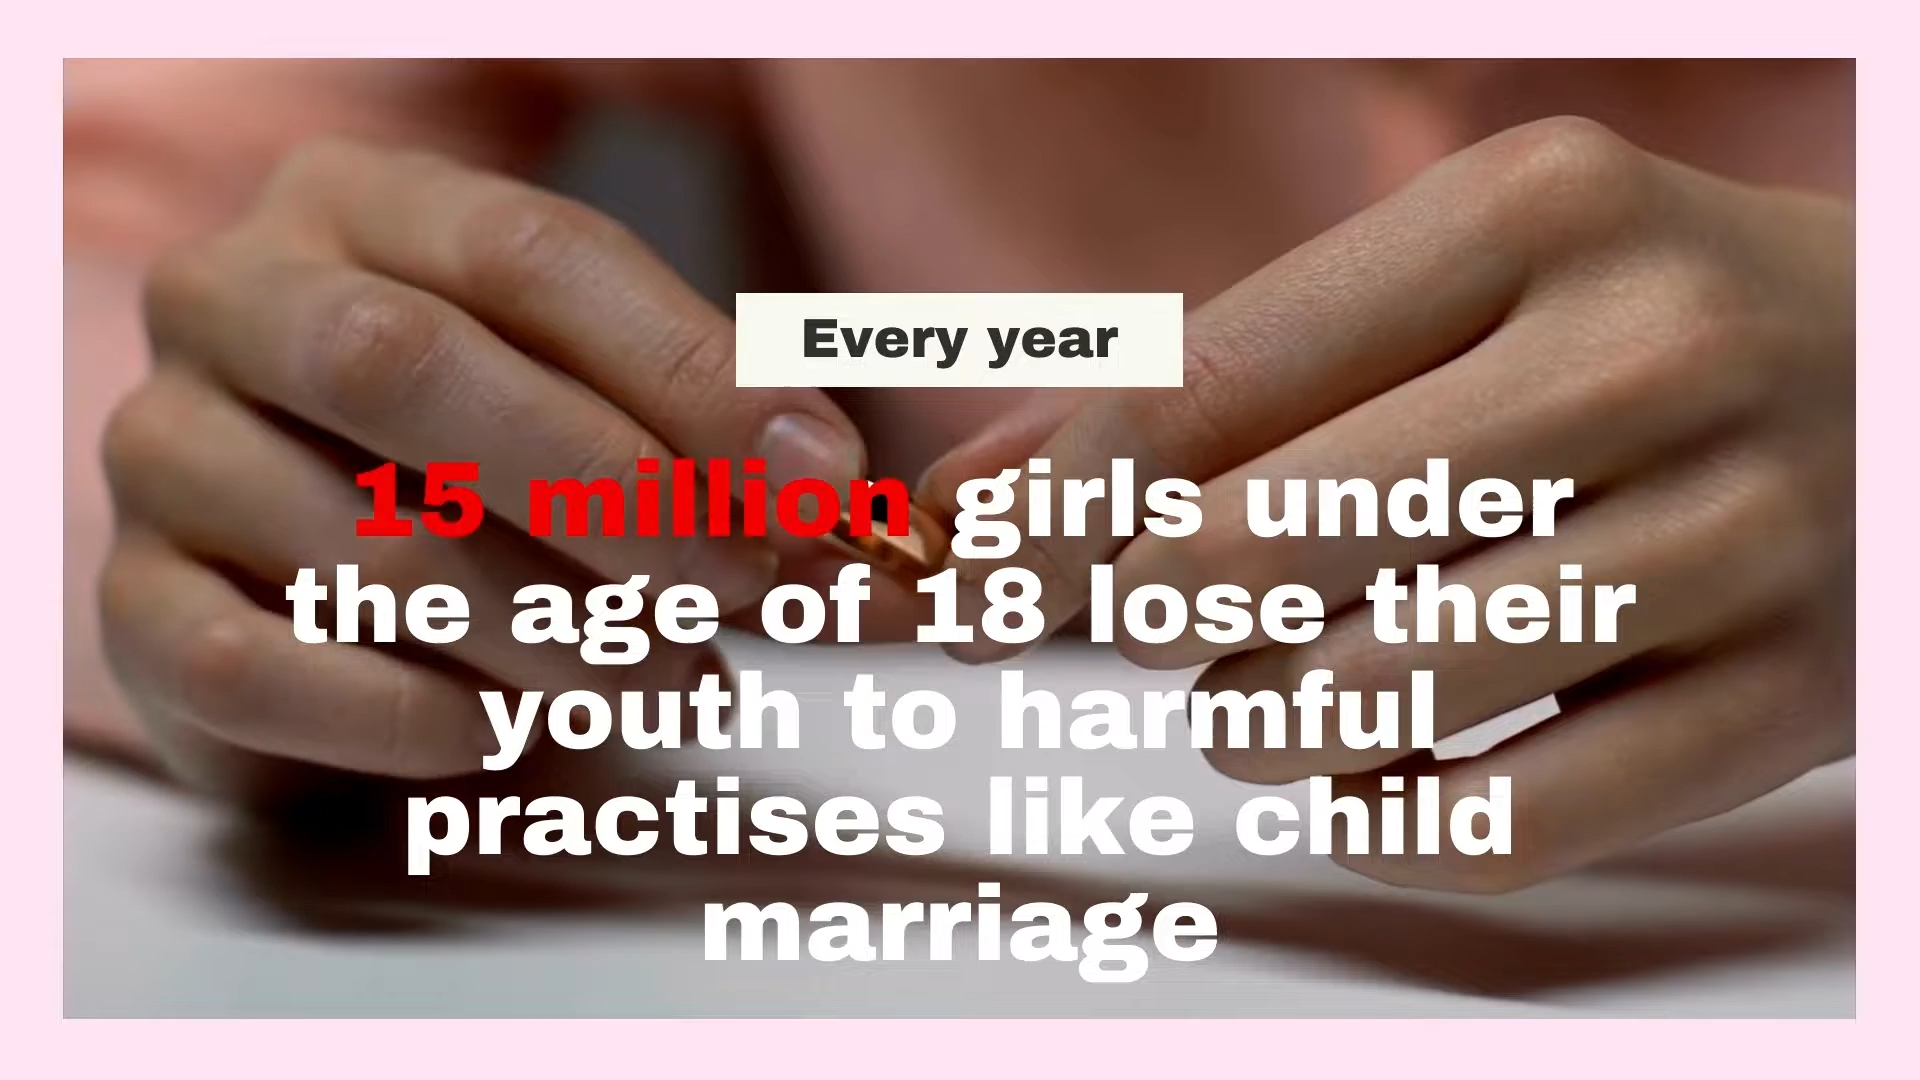 Every year
15 million girls under
the age of 18 lose their
youth to harmful
practises like child
marriage